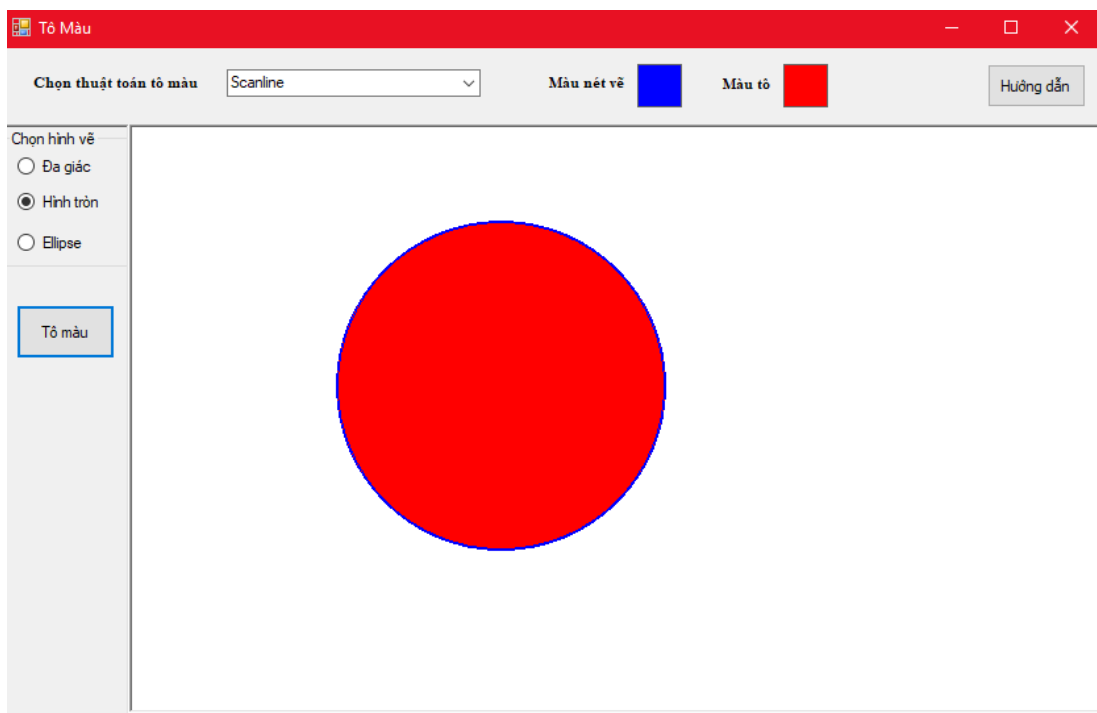 Tô Màu
Chọn thuật toán tô màu Scanline Màu nét vẽ Màu tô Hướng dẫn
Chọn hình vẽ
Đa giác
Hình tròn
Ellipse
Tô màu